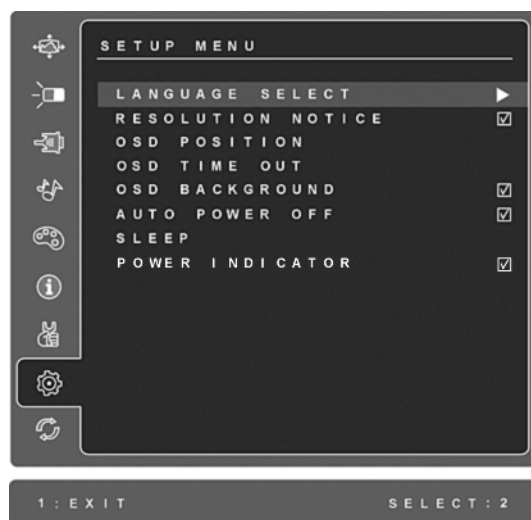 SETUP MENU
LANGUAGE SELECT
RESOLUTION NOTICE
OSD POSITION
OSD TIME OUT
OSD BACKGROUND
AUTO POWER OFF
SLEEP
POWER INDICATOR
1:EXIT SELECT:2